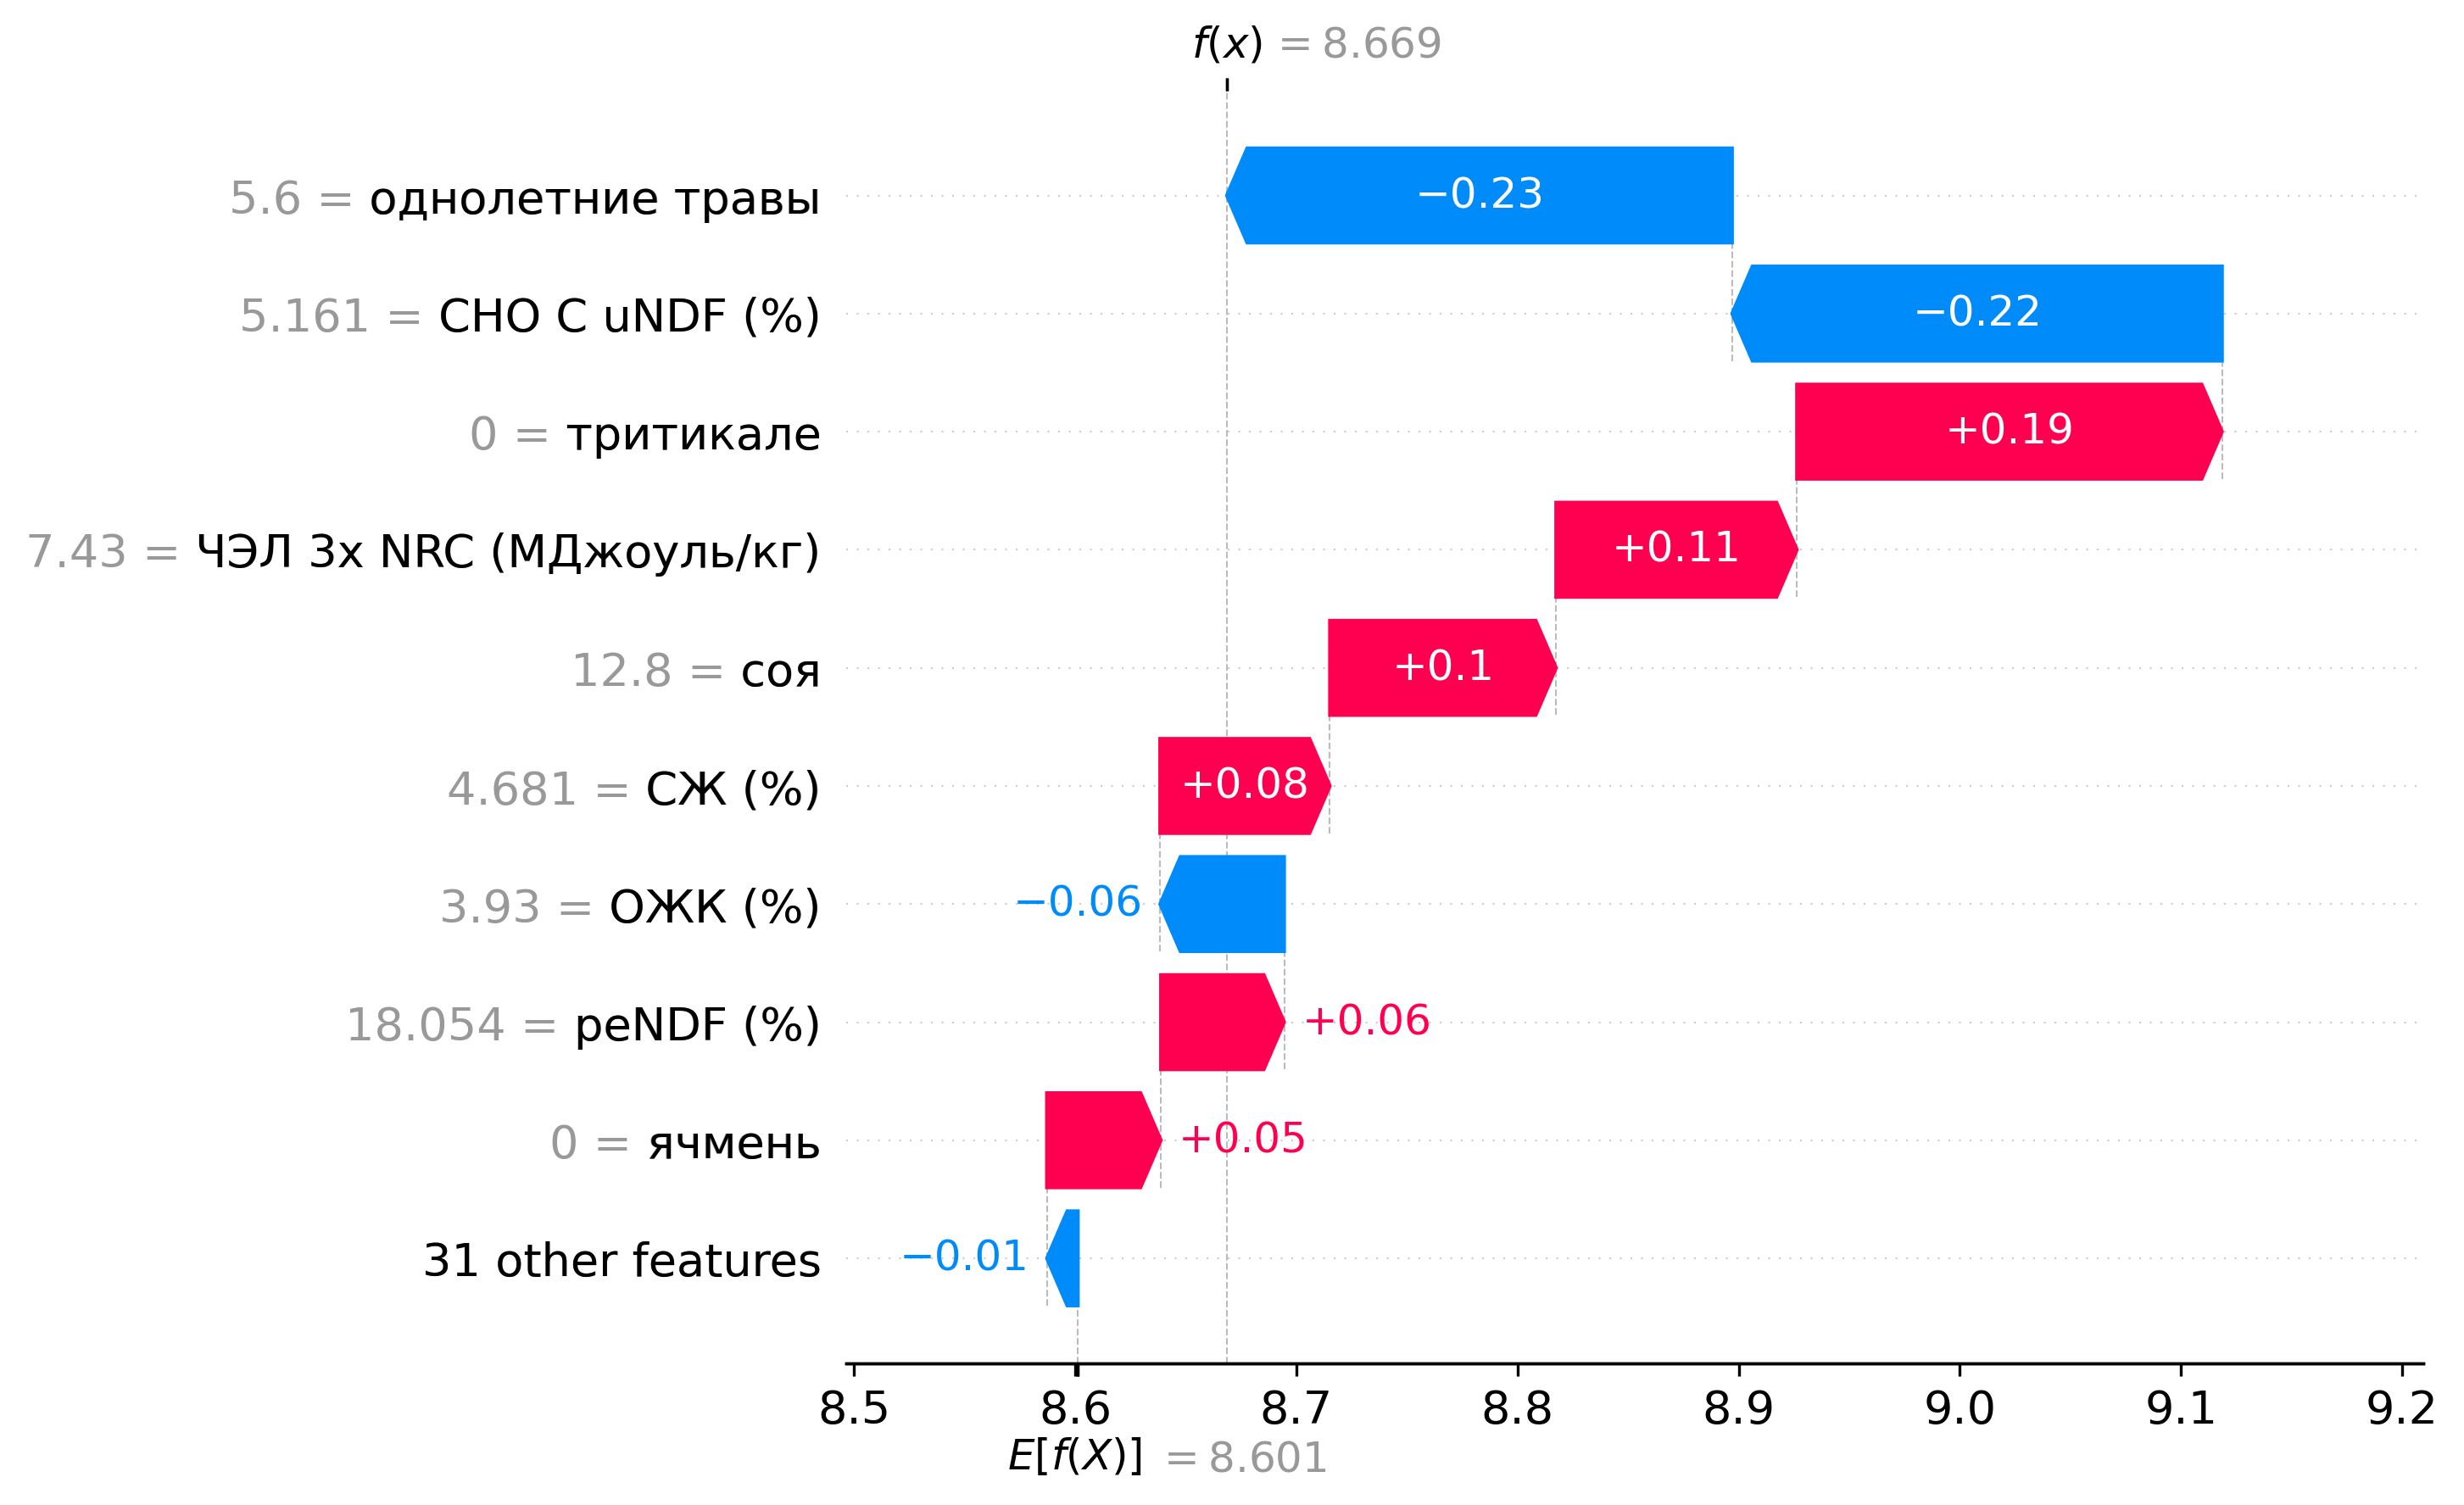 f(x) = 8.669
5.6 = однолетние травы −0.23
5.161 = CHO C uNDF (%) −0.22
0 = тритикале +0.19
7.43 = ЧЭЛ 3x NRC (МДжоуль/кг) +0.11
12.8 = соя +0.1
4.681 = СЖ (%) +0.08
3.93 = ОЖК (%) −0.06
18.054 = peNDF (%) +0.06
0 = ячмень +0.05
31 other features −0.01
8.5 8.6 8.7 8.8 8.9 9.0 9.1 9.2
E[f(X)] = 8.601